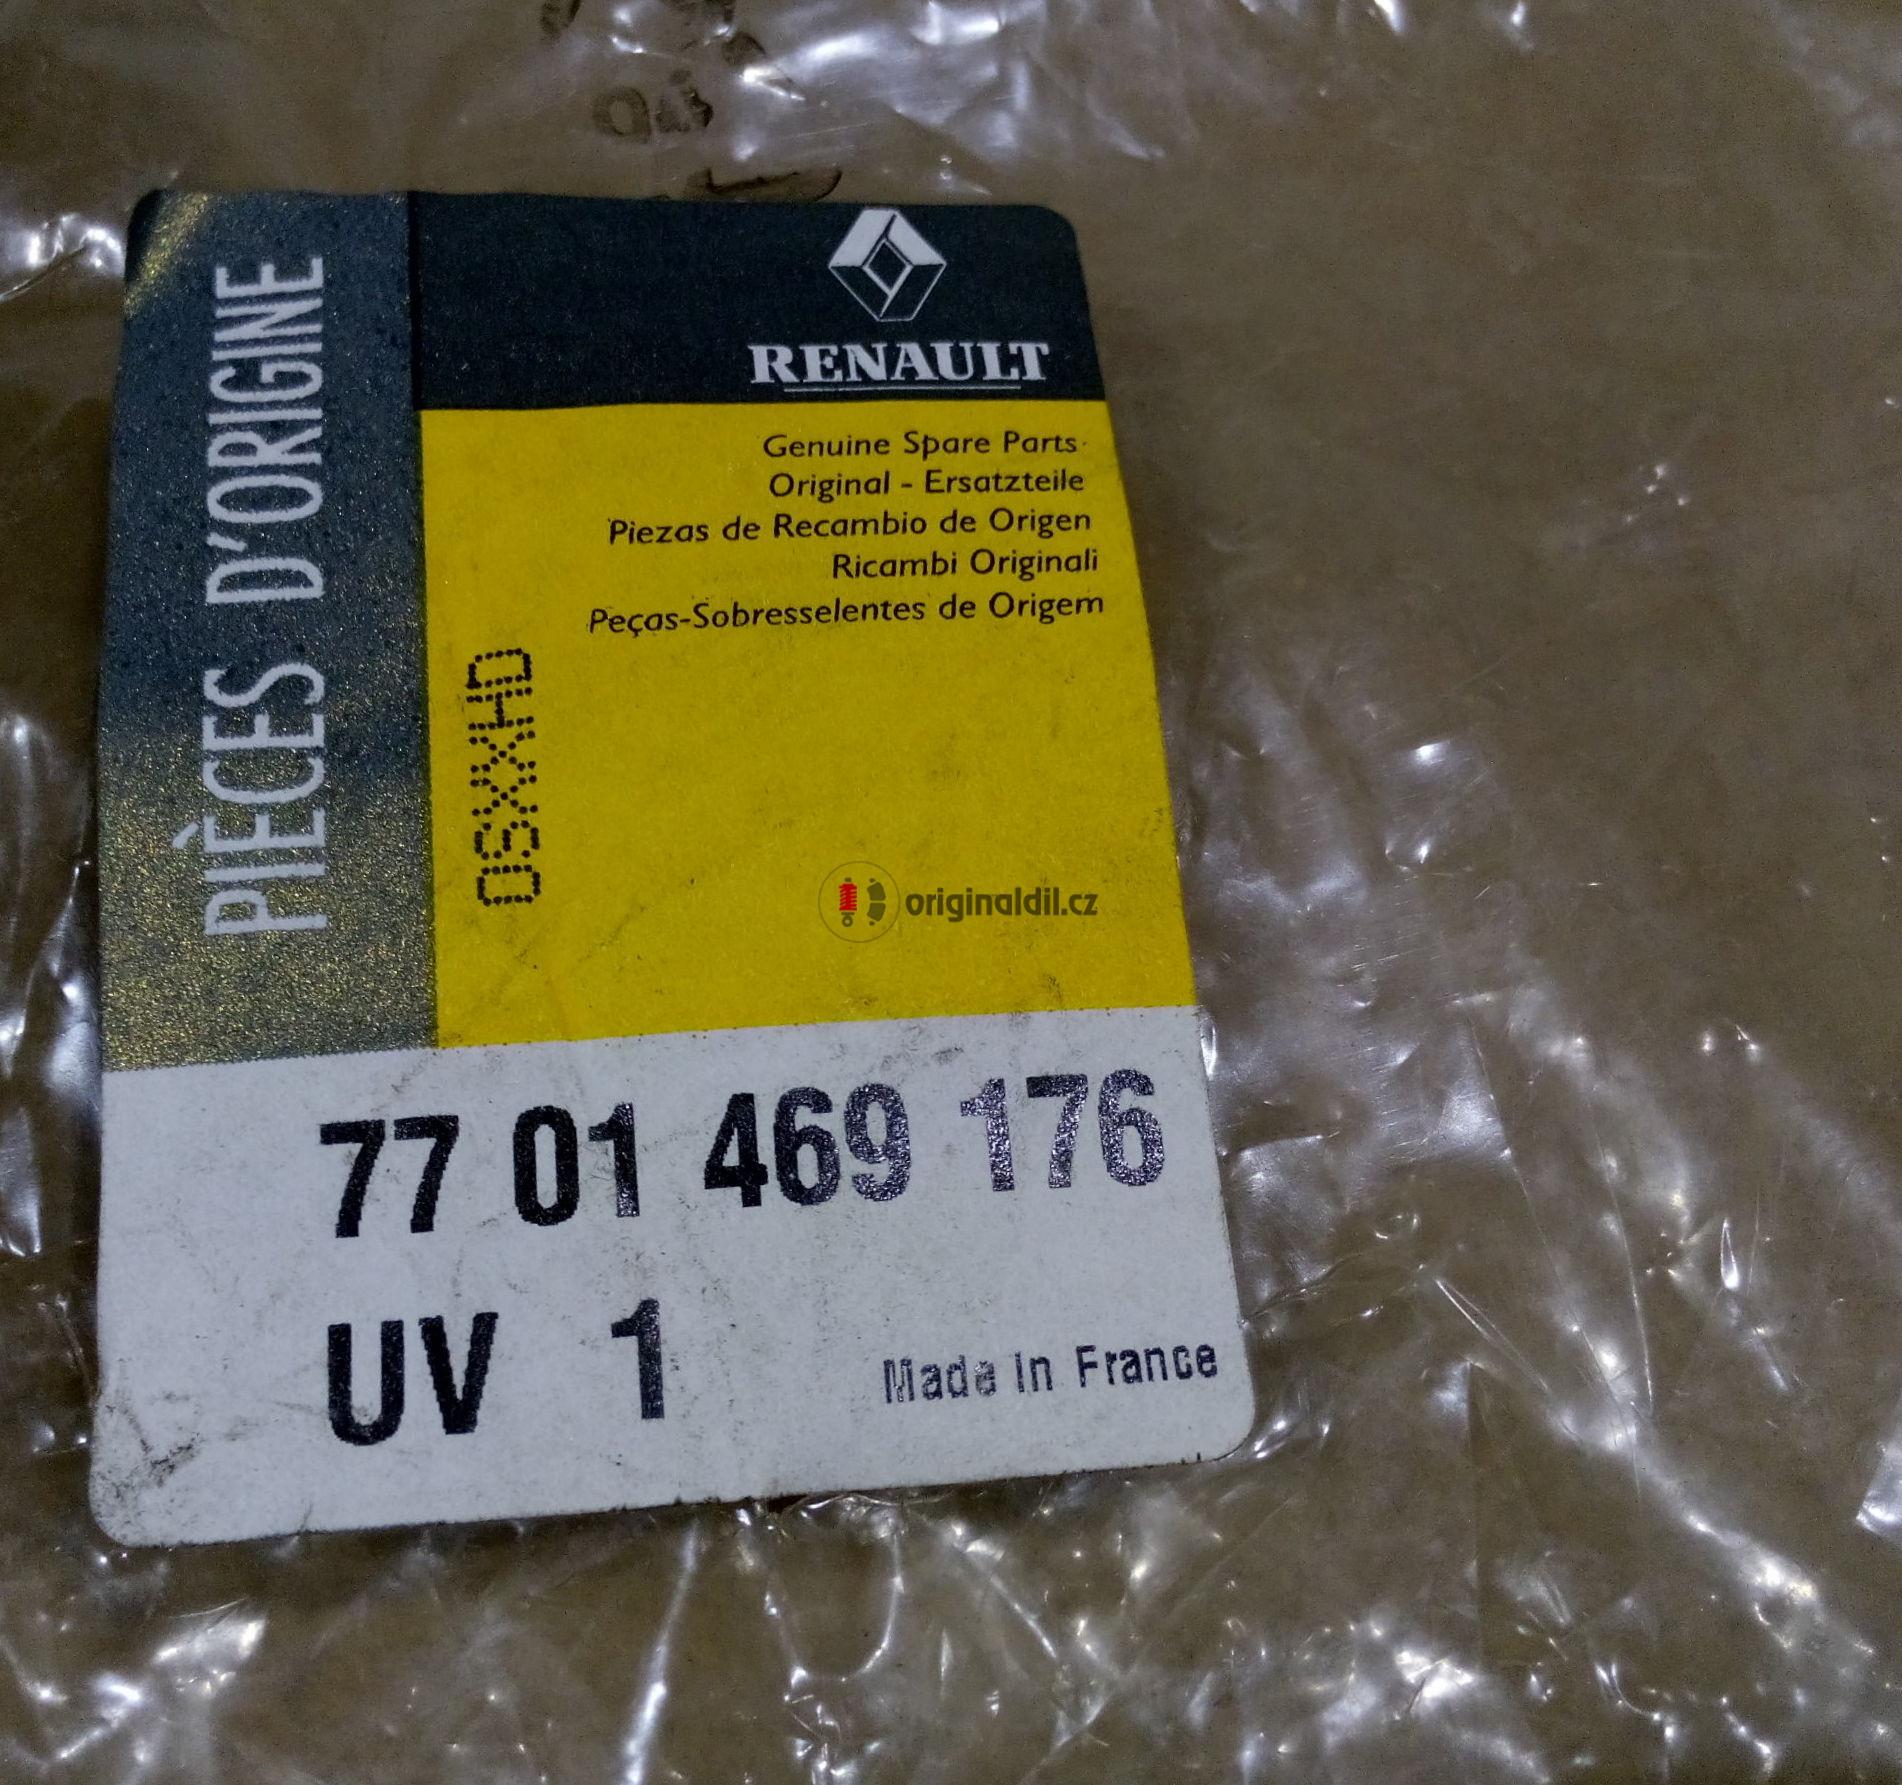 PIÈCES D'ORIGINE
RENAULT
Genuine Spare Parts
Original - Ersatzteile
Piezas de Recambio de Origen
Ricambi Originali
Peças-Sobresselentes de Origem
OSXXHD
originaldil.cz
77 01 469 176
UV 1
Made in France